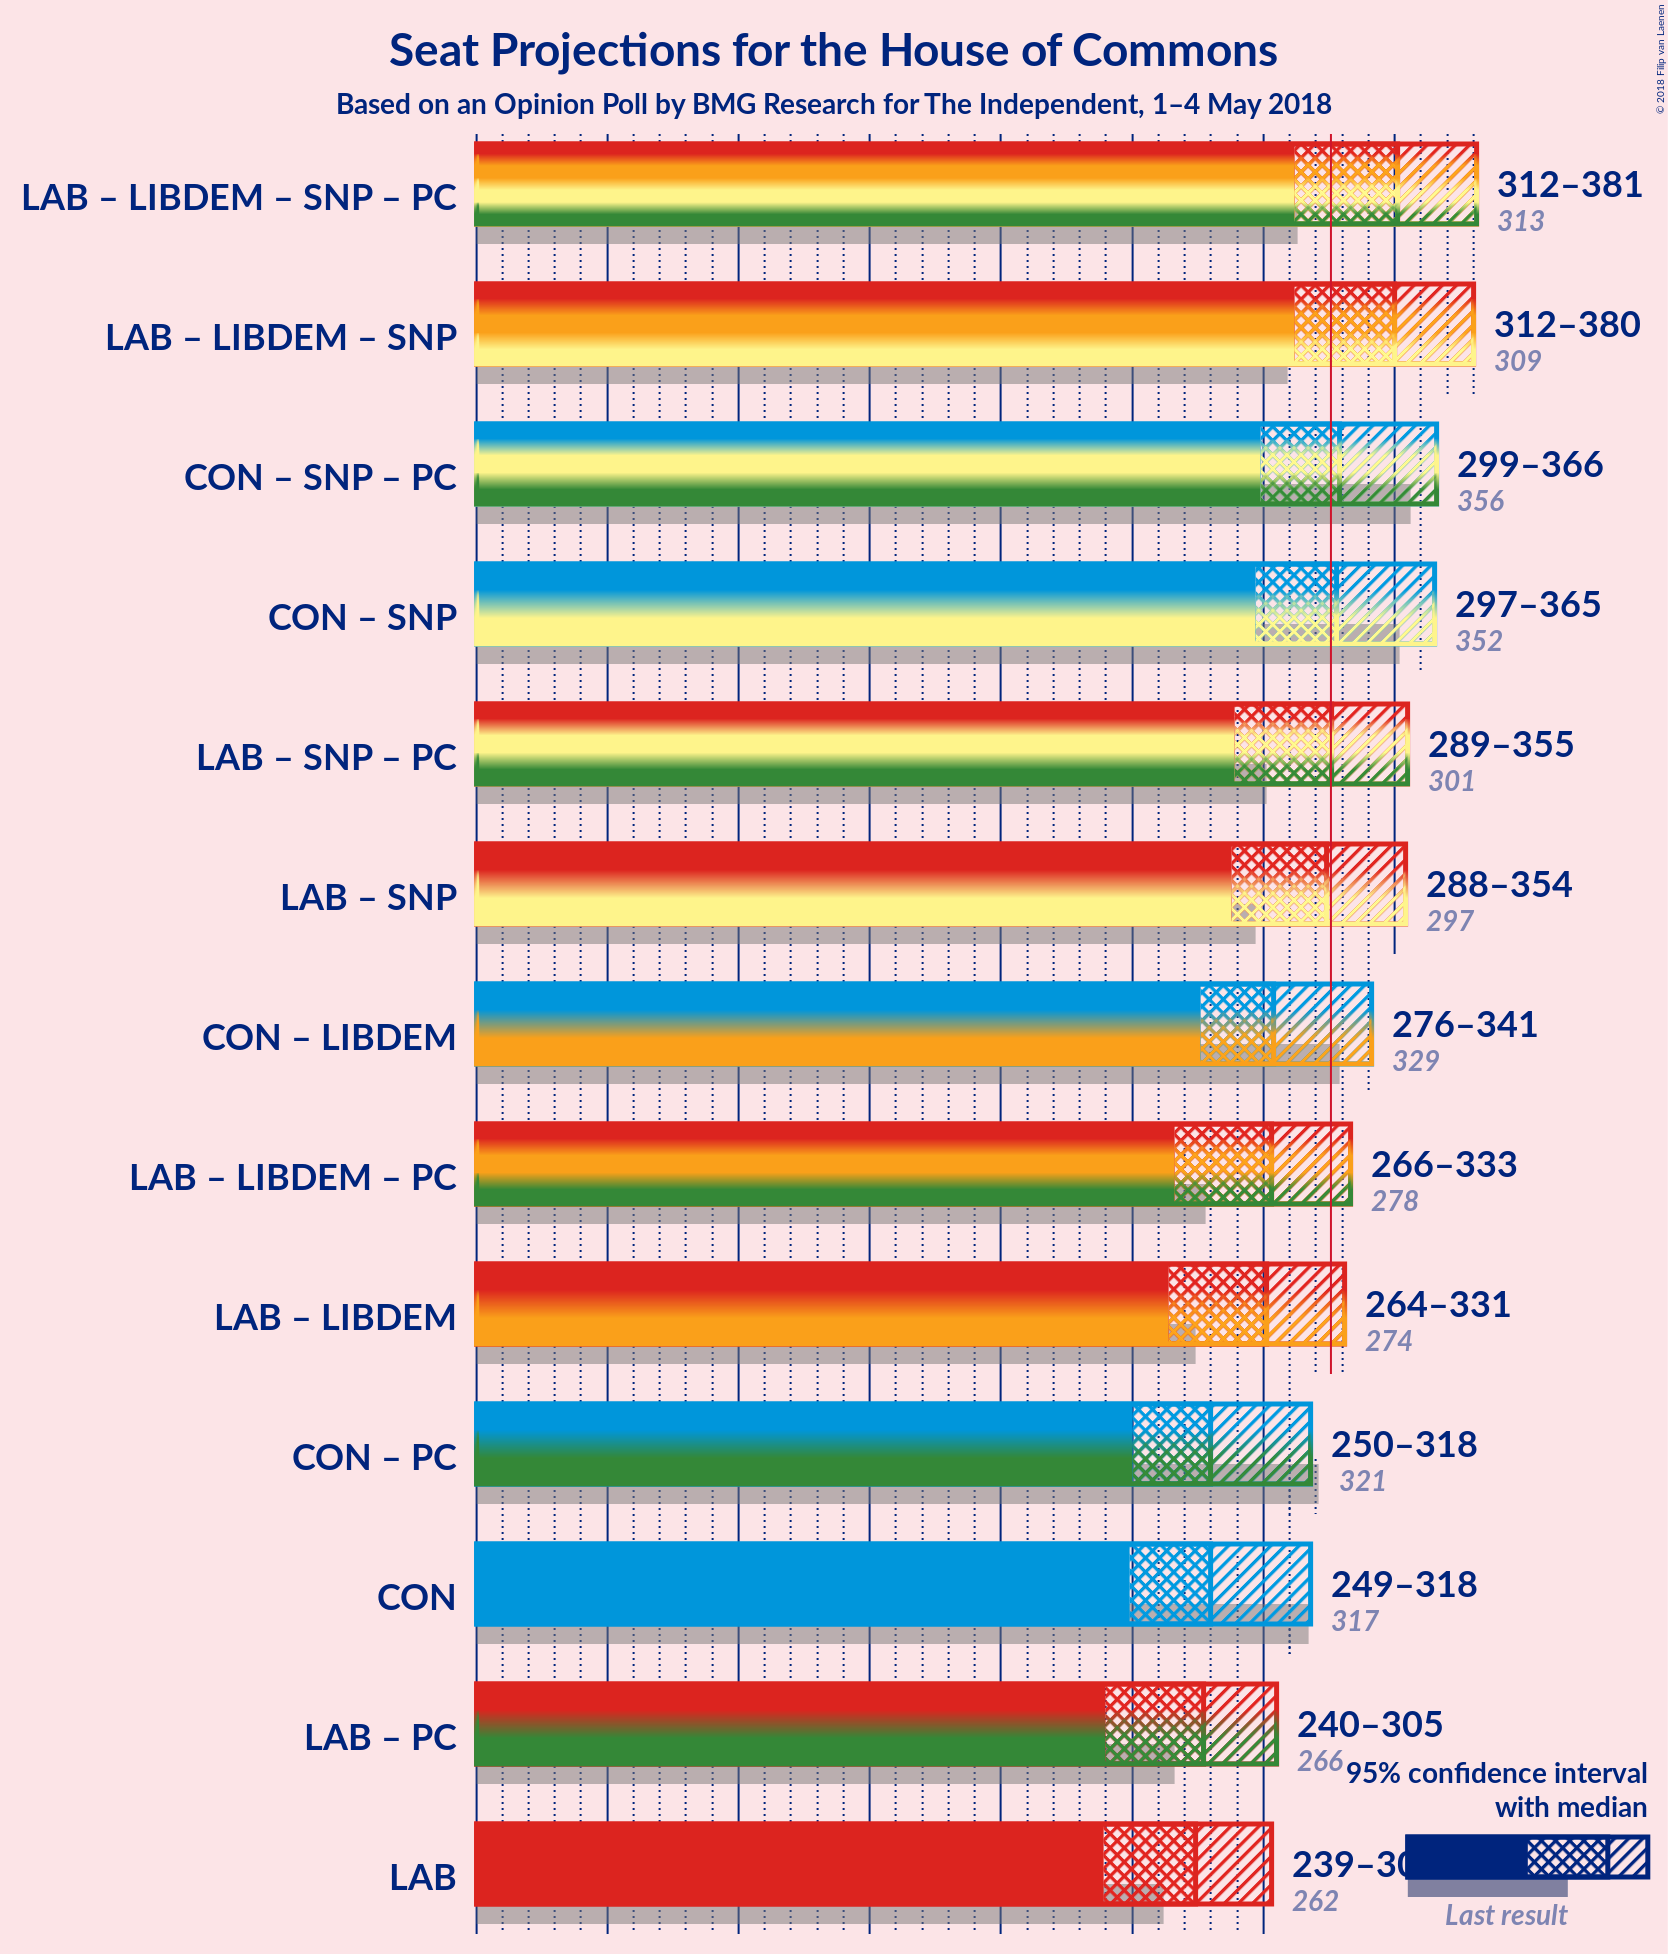 Seat Projections for the House of Commons
Based on an Opinion Poll by BMG Research for The Independent, 1–4 May 2018
© 2018 Filip van Laenen
LAB – LIBDEM – SNP – PC
312–381
313
LAB – LIBDEM – SNP
312–380
309
CON – SNP – PC
299–366
356
CON – SNP
297–365
352
LAB – SNP – PC
289–355
301
LAB – SNP
288–354
297
CON – LIBDEM
276–341
329
LAB – LIBDEM – PC
266–333
278
LAB – LIBDEM
264–331
274
CON – PC
250–318
321
CON
249–318
317
LAB – PC
240–305
266
95% confidence interval
with median
LAB
262
Last result